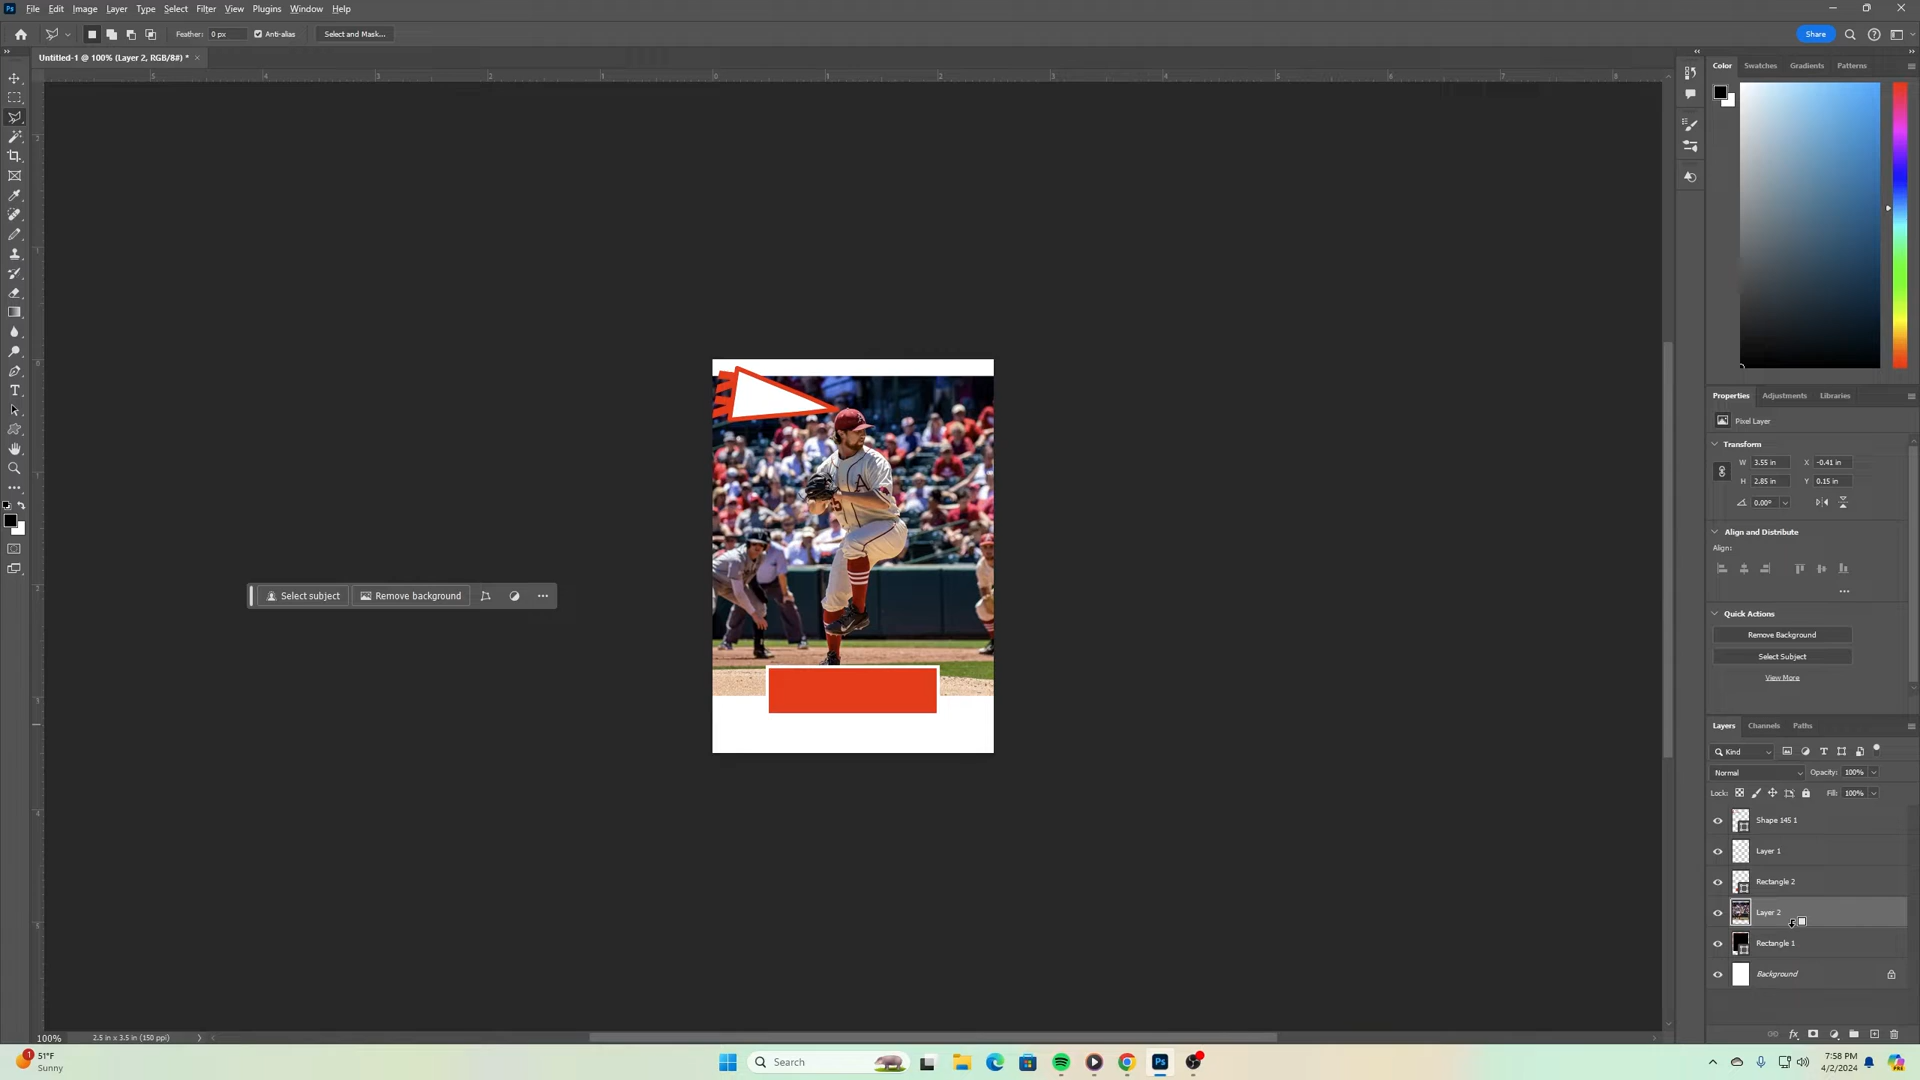 File Edit Image Layer Type Select Filter View Plugins Window Help
Feather: 0 px Anti-alias Select and Mask... Share
Untitled-1 @ 100% (Layer 2, RGB/8#) *
Color Swatches Gradients Patterns
Properties Adjustments Libraries
Pixel Layer
Transform
W 3.55 in X -0.41 in
H 2.85 in Y 0.15 in
0.00°
Align and Distribute
Align:
Select subject Remove background
Quick Actions
Remove Background
Select Subject
View More
Layers Channels Paths
Kind
Normal Opacity: 100%
Lock: Fill: 100%
Shape 145 1
Layer 1
Rectangle 2
Layer 2
Rectangle 1
Background
100% 2.5 in x 3.5 in (150 ppi)
51°F
Sunny
Search
7:58 PM
4/2/2024